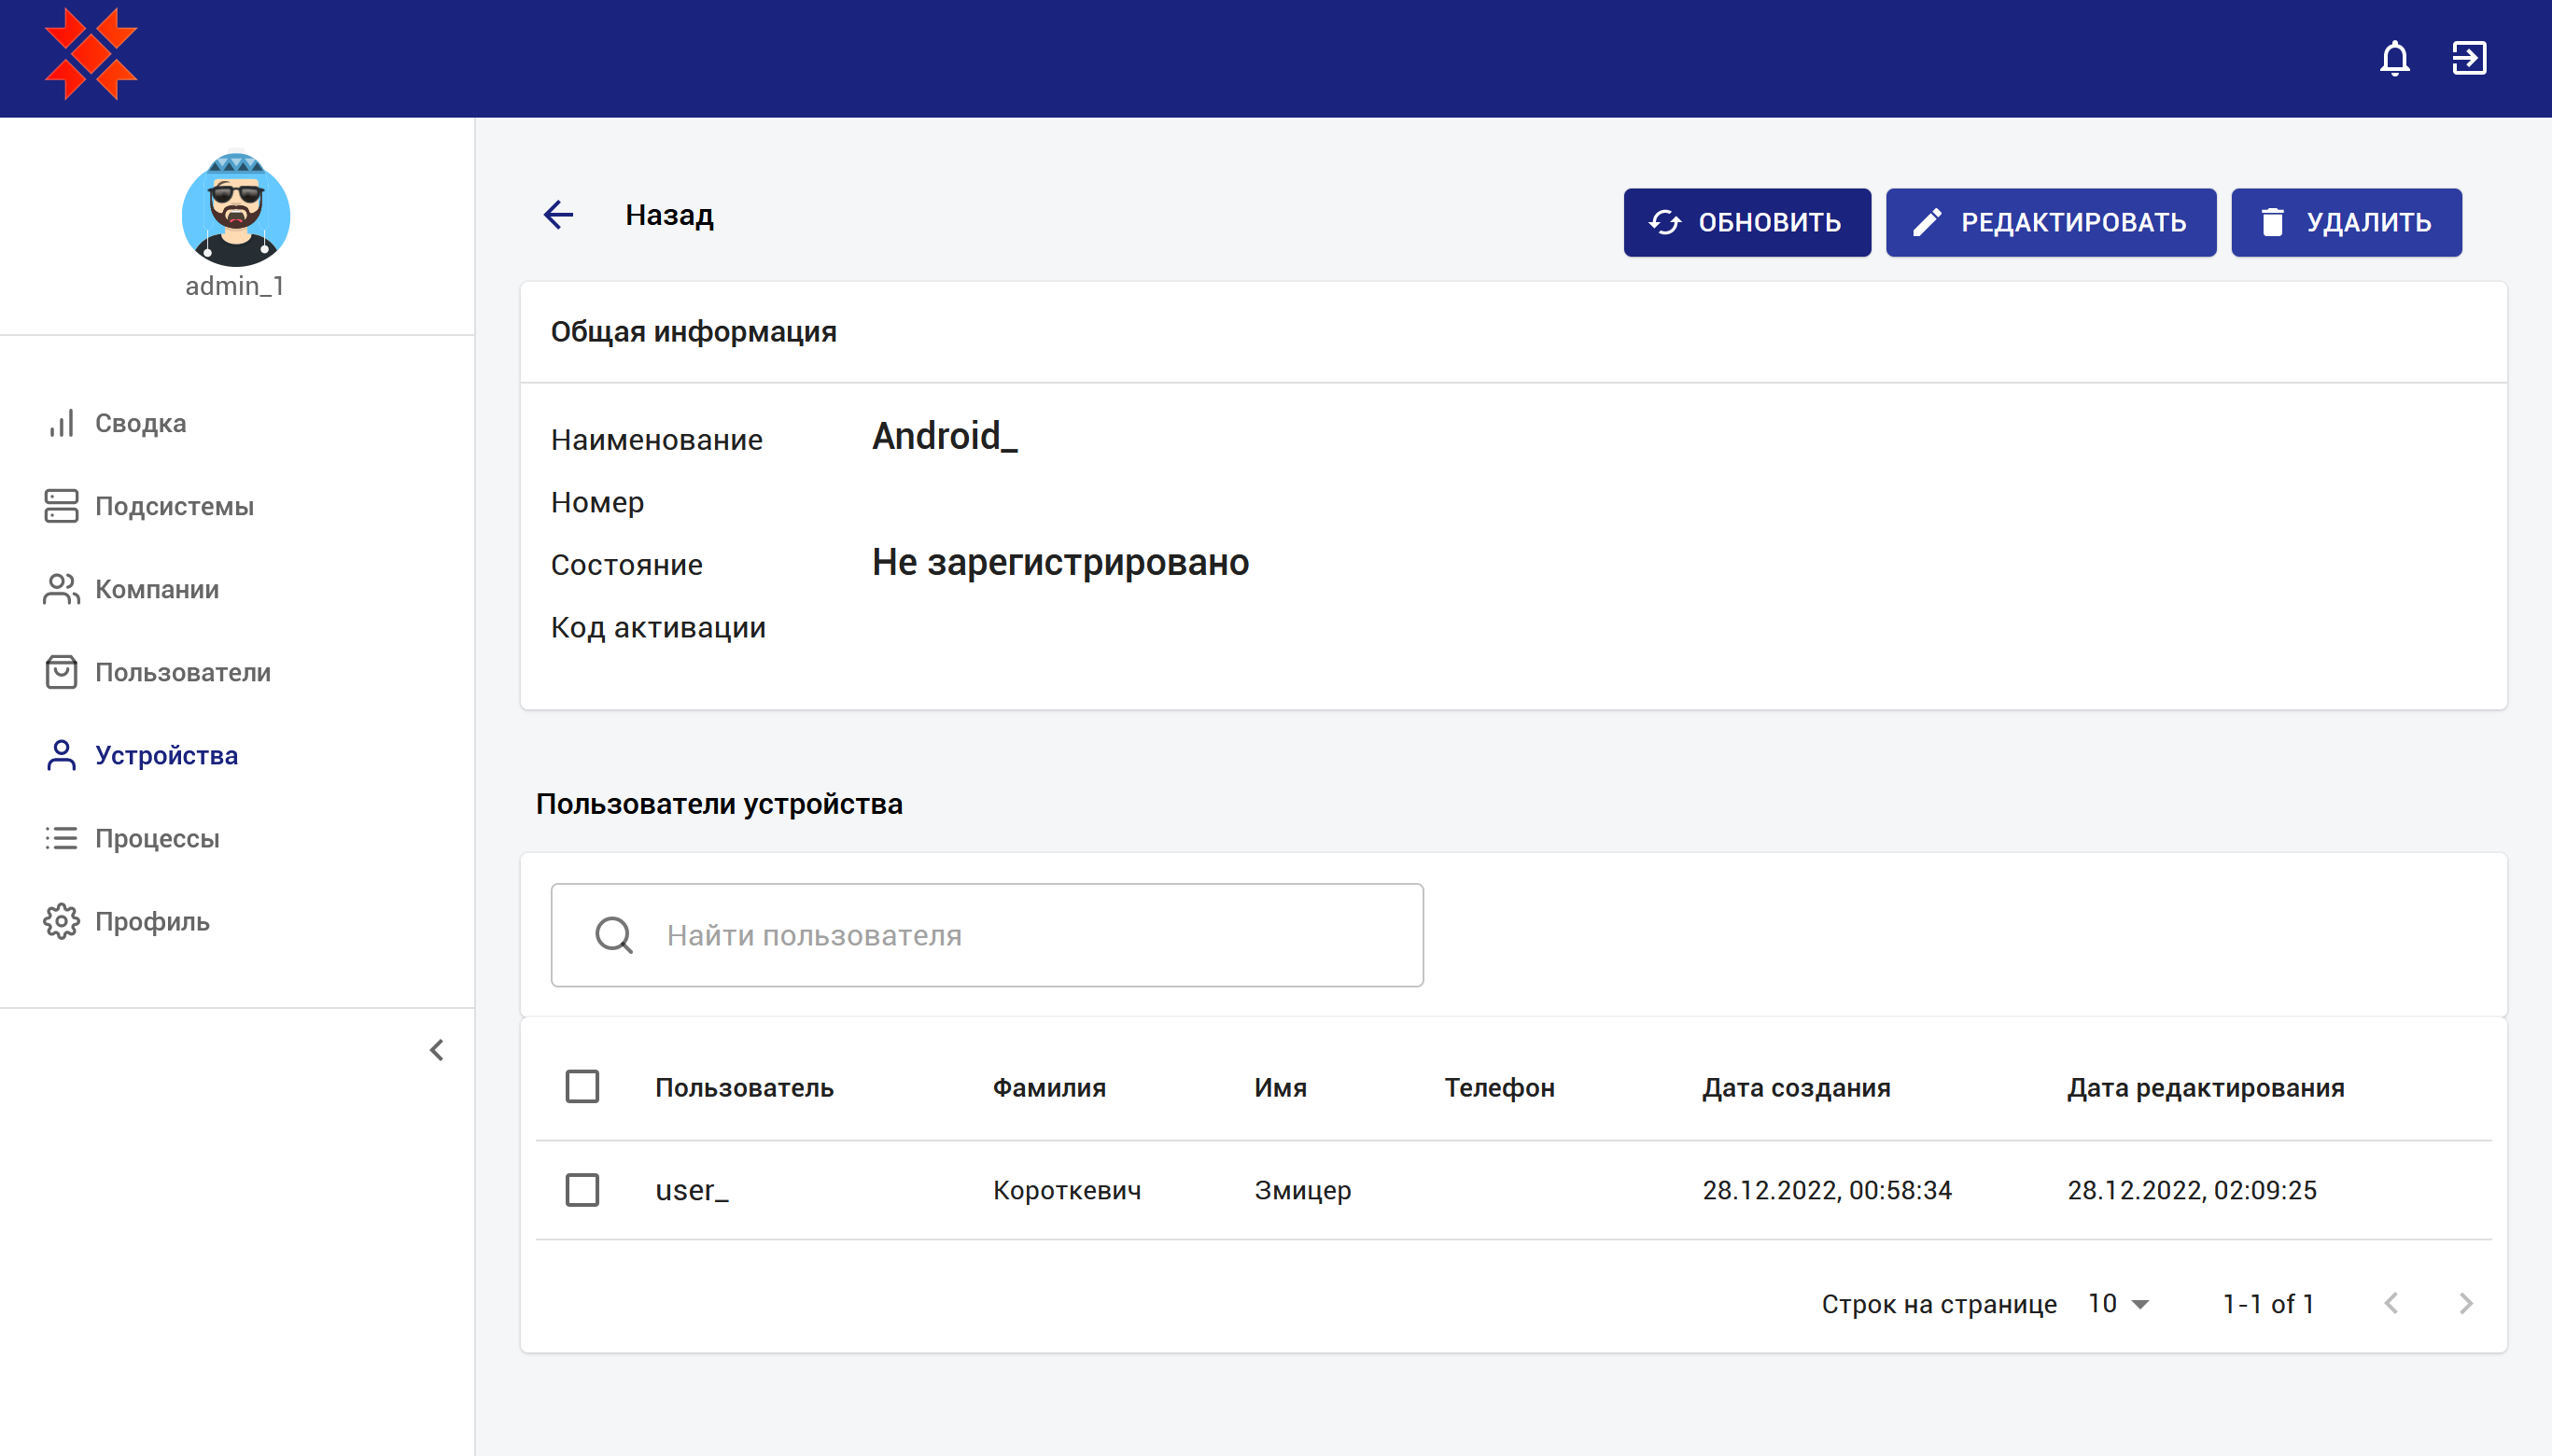 admin_1
Сводка
Подсистемы
Компании
Пользователи
Устройства
Процессы
Профиль
Назад
ОБНОВИТЬ РЕДАКТИРОВАТЬ УДАЛИТЬ
Общая информация
Наименование Android_
Номер
Состояние Не зарегистрировано
Код активации
Пользователи устройства
Найти пользователя
Пользователь Фамилия Имя Телефон Дата создания Дата редактирования
user_ Короткевич Змицер 28.12.2022, 00:58:34 28.12.2022, 02:09:25
Строк на странице 10 1-1 of 1